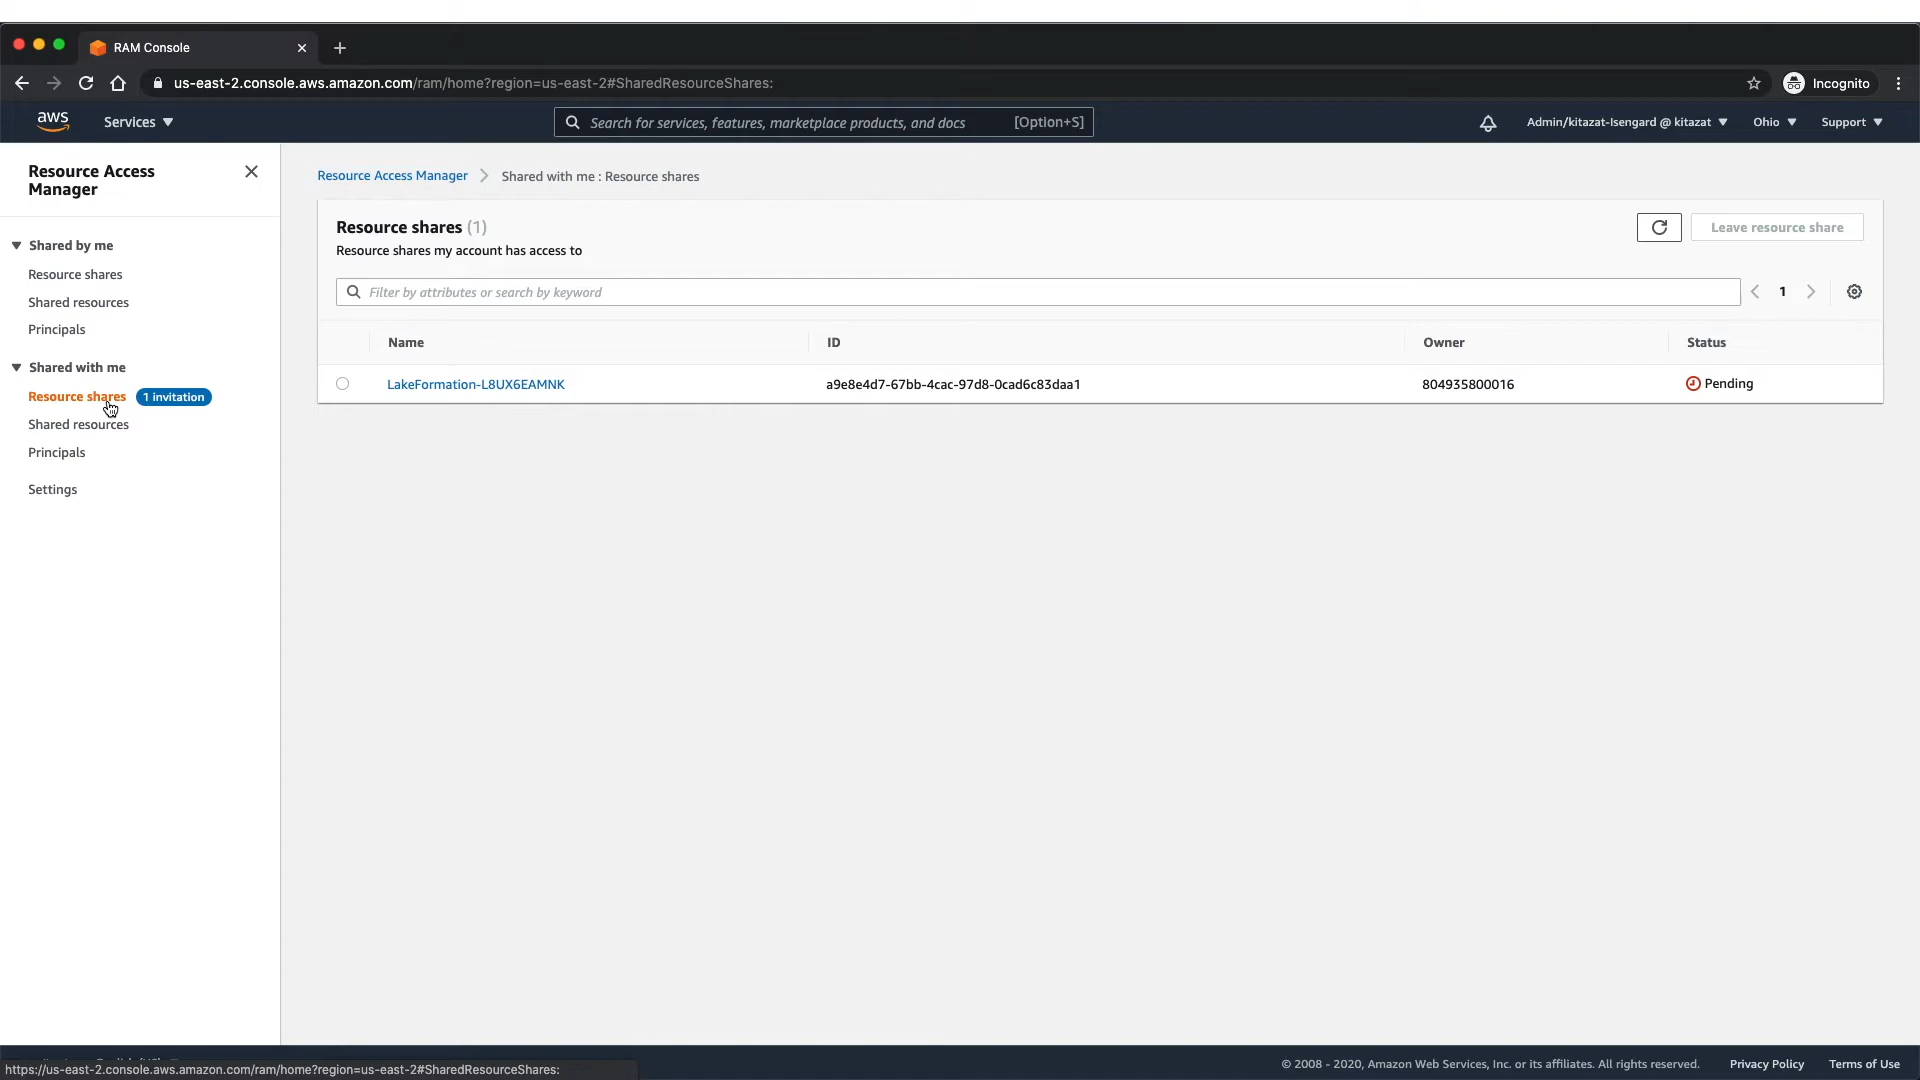 RAM Console
us-east-2.console.aws.amazon.com/ram/home?region=us-east-2#SharedResourceShares:
Incognito
aws
Services
Search for services, features, marketplace products, and docs
[Option+S]
Admin/kitazat-Isengard @ kitazat
Ohio
Support
Resource Access
Manager
Shared by me
Resource shares
Shared resources
Principals
Shared with me
Resource shares
1 invitation
Shared resources
Principals
Settings
Resource Access Manager
Shared with me : Resource shares
Resource shares (1)
Resource shares my account has access to
Leave resource share
Filter by attributes or search by keyword
1
Name
ID
Owner
Status
LakeFormation-L8UX6EAMNK
a9e8e4d7-67bb-4cac-97d8-0cad6c83daa1
804935800016
Pending
https://us-east-2.console.aws.amazon.com/ram/home?region=us-east-2#SharedResourceShares:
© 2008 - 2020, Amazon Web Services, Inc. or its affiliates. All rights reserved.
Privacy Policy
Terms of Use